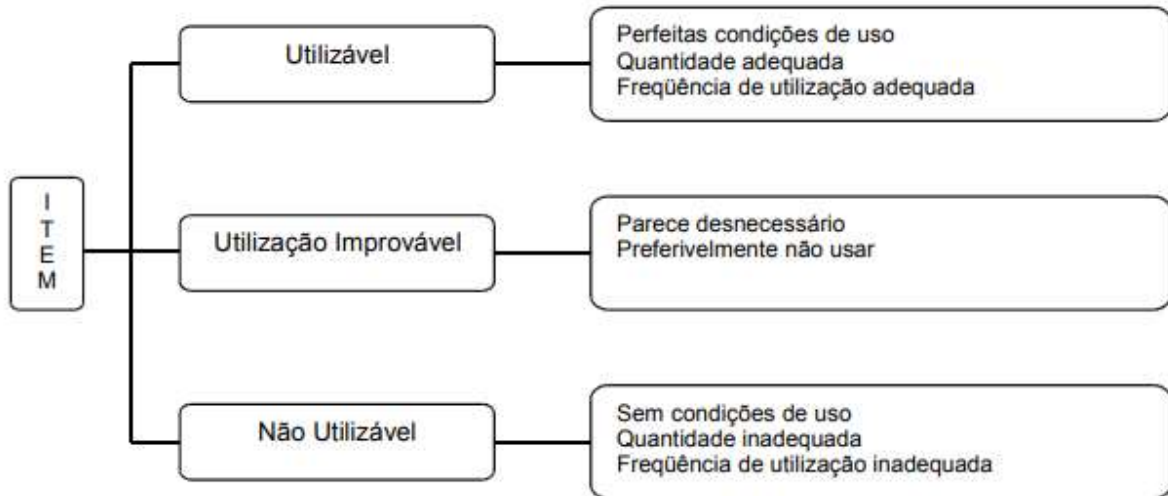 Utilizável
Perfeitas condições de uso
Quantidade adequada
Freqüência de utilização adequada
I
T
E
M
Utilização Improvável
Parece desnecessário
Preferivelmente não usar
Não Utilizável
Sem condições de uso
Quantidade inadequada
Freqüência de utilização inadequada